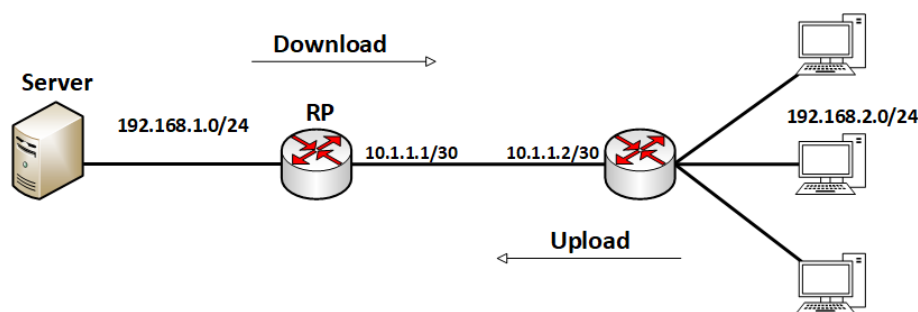 Download
Server
192.168.1.0/24
RP
192.168.2.0/24
10.1.1.1/30
10.1.1.2/30
Upload